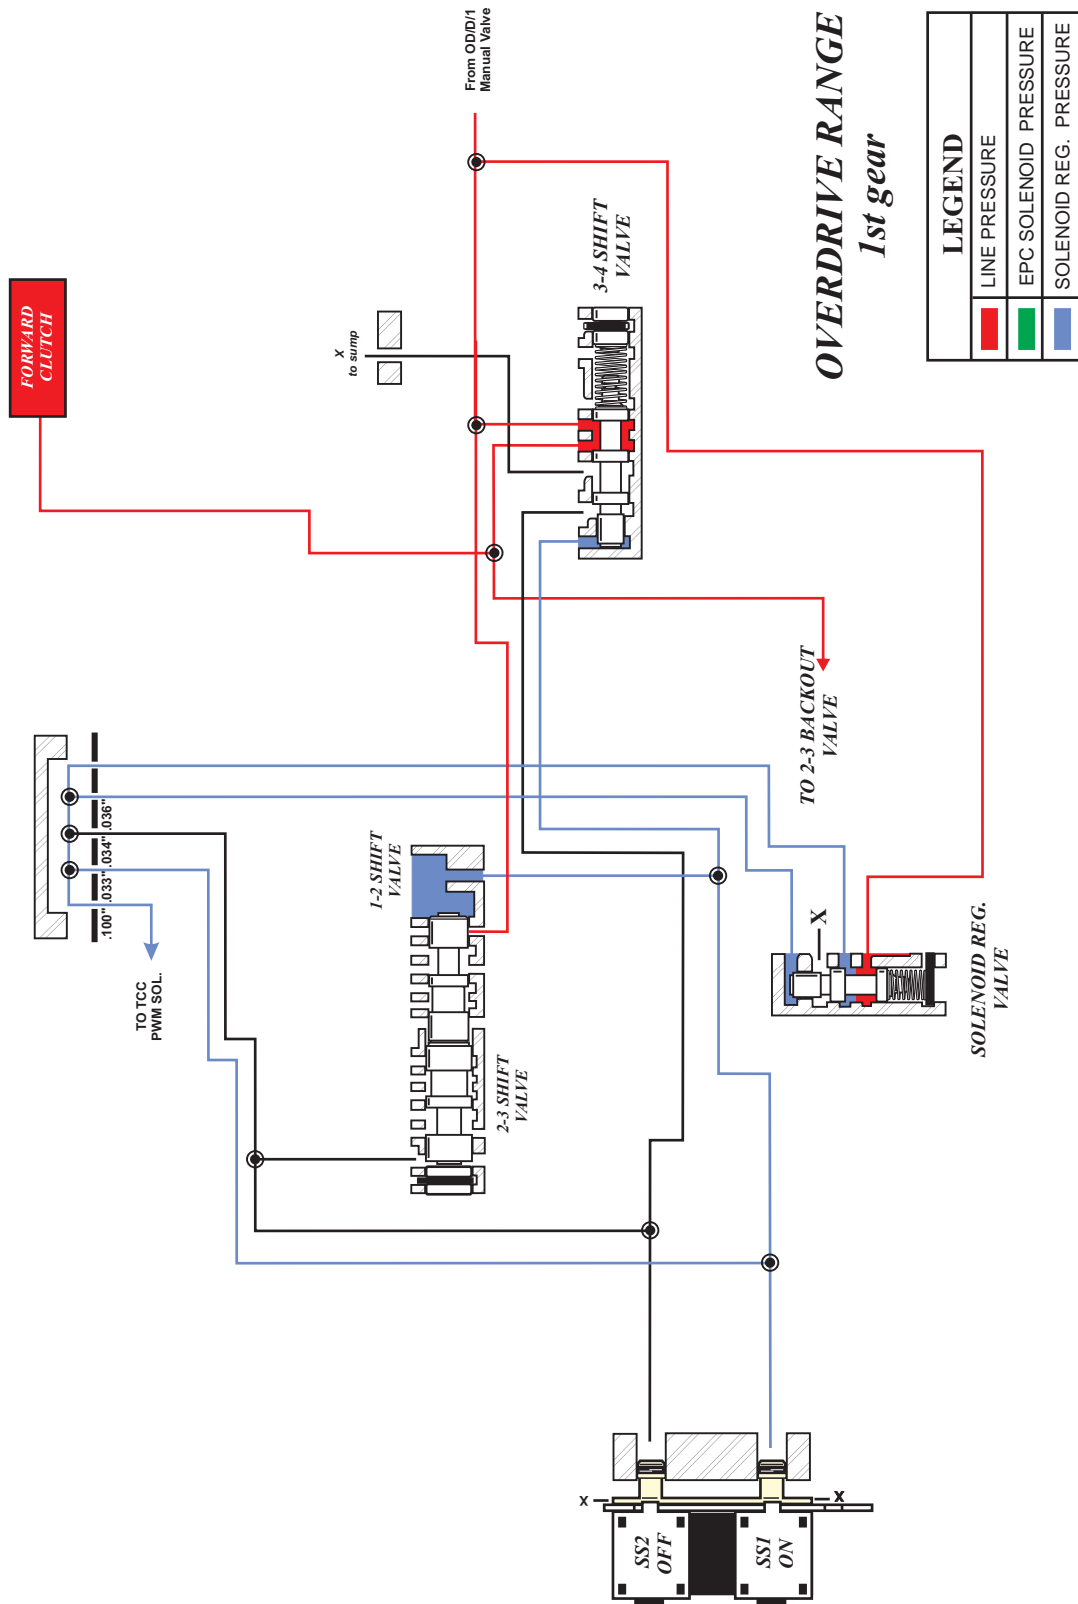 OVERDRIVE RANGE
1st gear
LEGEND
LINE PRESSURE
EPC SOLENOID PRESSURE
SOLENOID REG. PRESSURE
From OD/D/1
Manual Valve
FORWARD
CLUTCH
X
to sump
3-4 SHIFT
VALVE
TO 2-3 BACKOUT
VALVE
.100" .033" .034" .036"
TO TCC
PWM SOL.
1-2 SHIFT
VALVE
2-3 SHIFT
VALVE
X
SOLENOID REG.
VALVE
X
X
SS2
OFF
SS1
ON